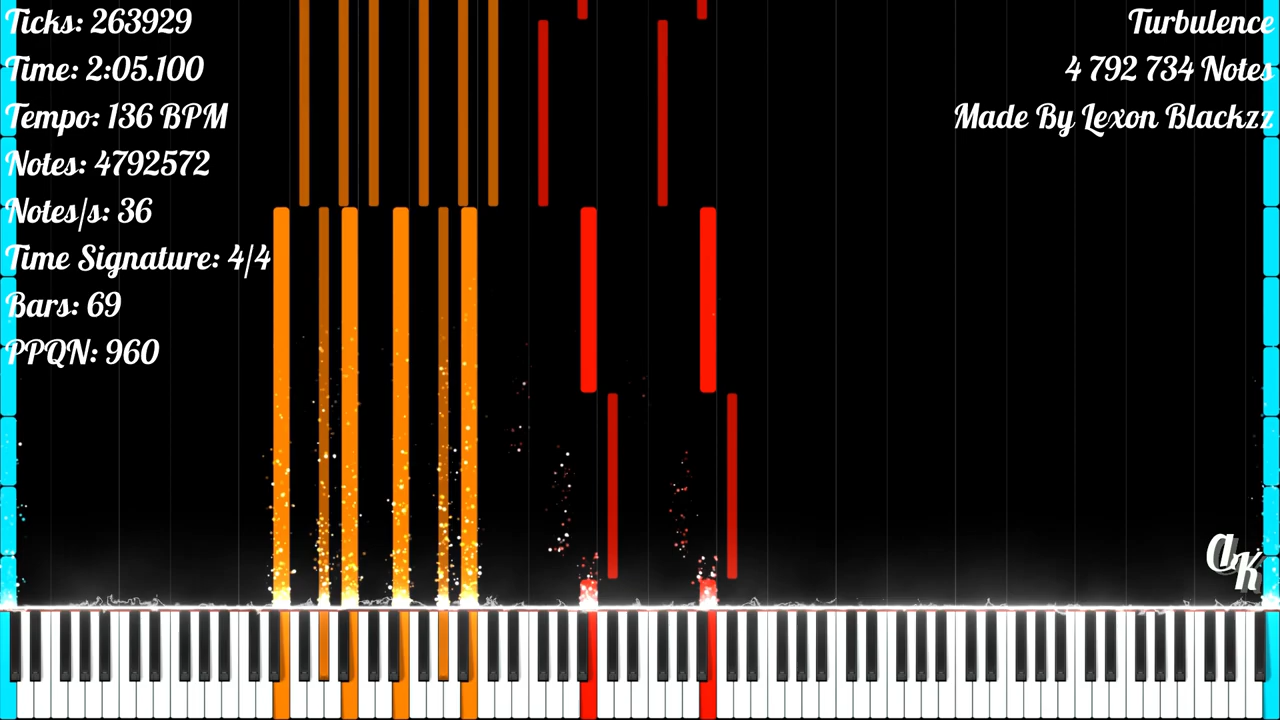 Ticks: 263929
Time: 2:05.100
Tempo: 136 BPM
Notes: 4792572
Notes/s: 36
Time Signature: 4/4
Bars: 69
PPQN: 960
Turbulence
4 792 734 Notes
Made By Lexon Blackzz
AK